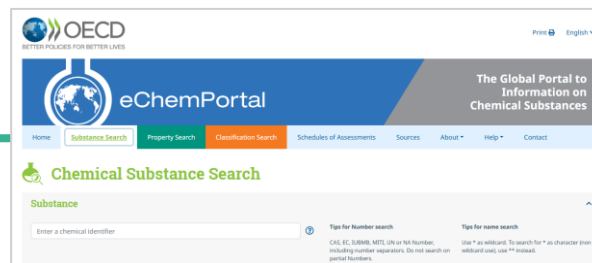 OECD
BETTER POLICIES FOR BETTER LIVES
Print English
eChemPortal
The Global Portal to
Information on
Chemical Substances
Home Substance Search Property Search Classification Search Schedules of Assessments Sources About Help Contact
Chemical Substance Search
Substance
Enter a chemical identifier
Tips for Number search
CAS, EC, IUBMB, MITI, UN or NA Number,
including number separators. Do not search on
partial Numbers.
Tips for name search
Use * as wildcard. To search for * as character (non
wildcard use), use ** instead.